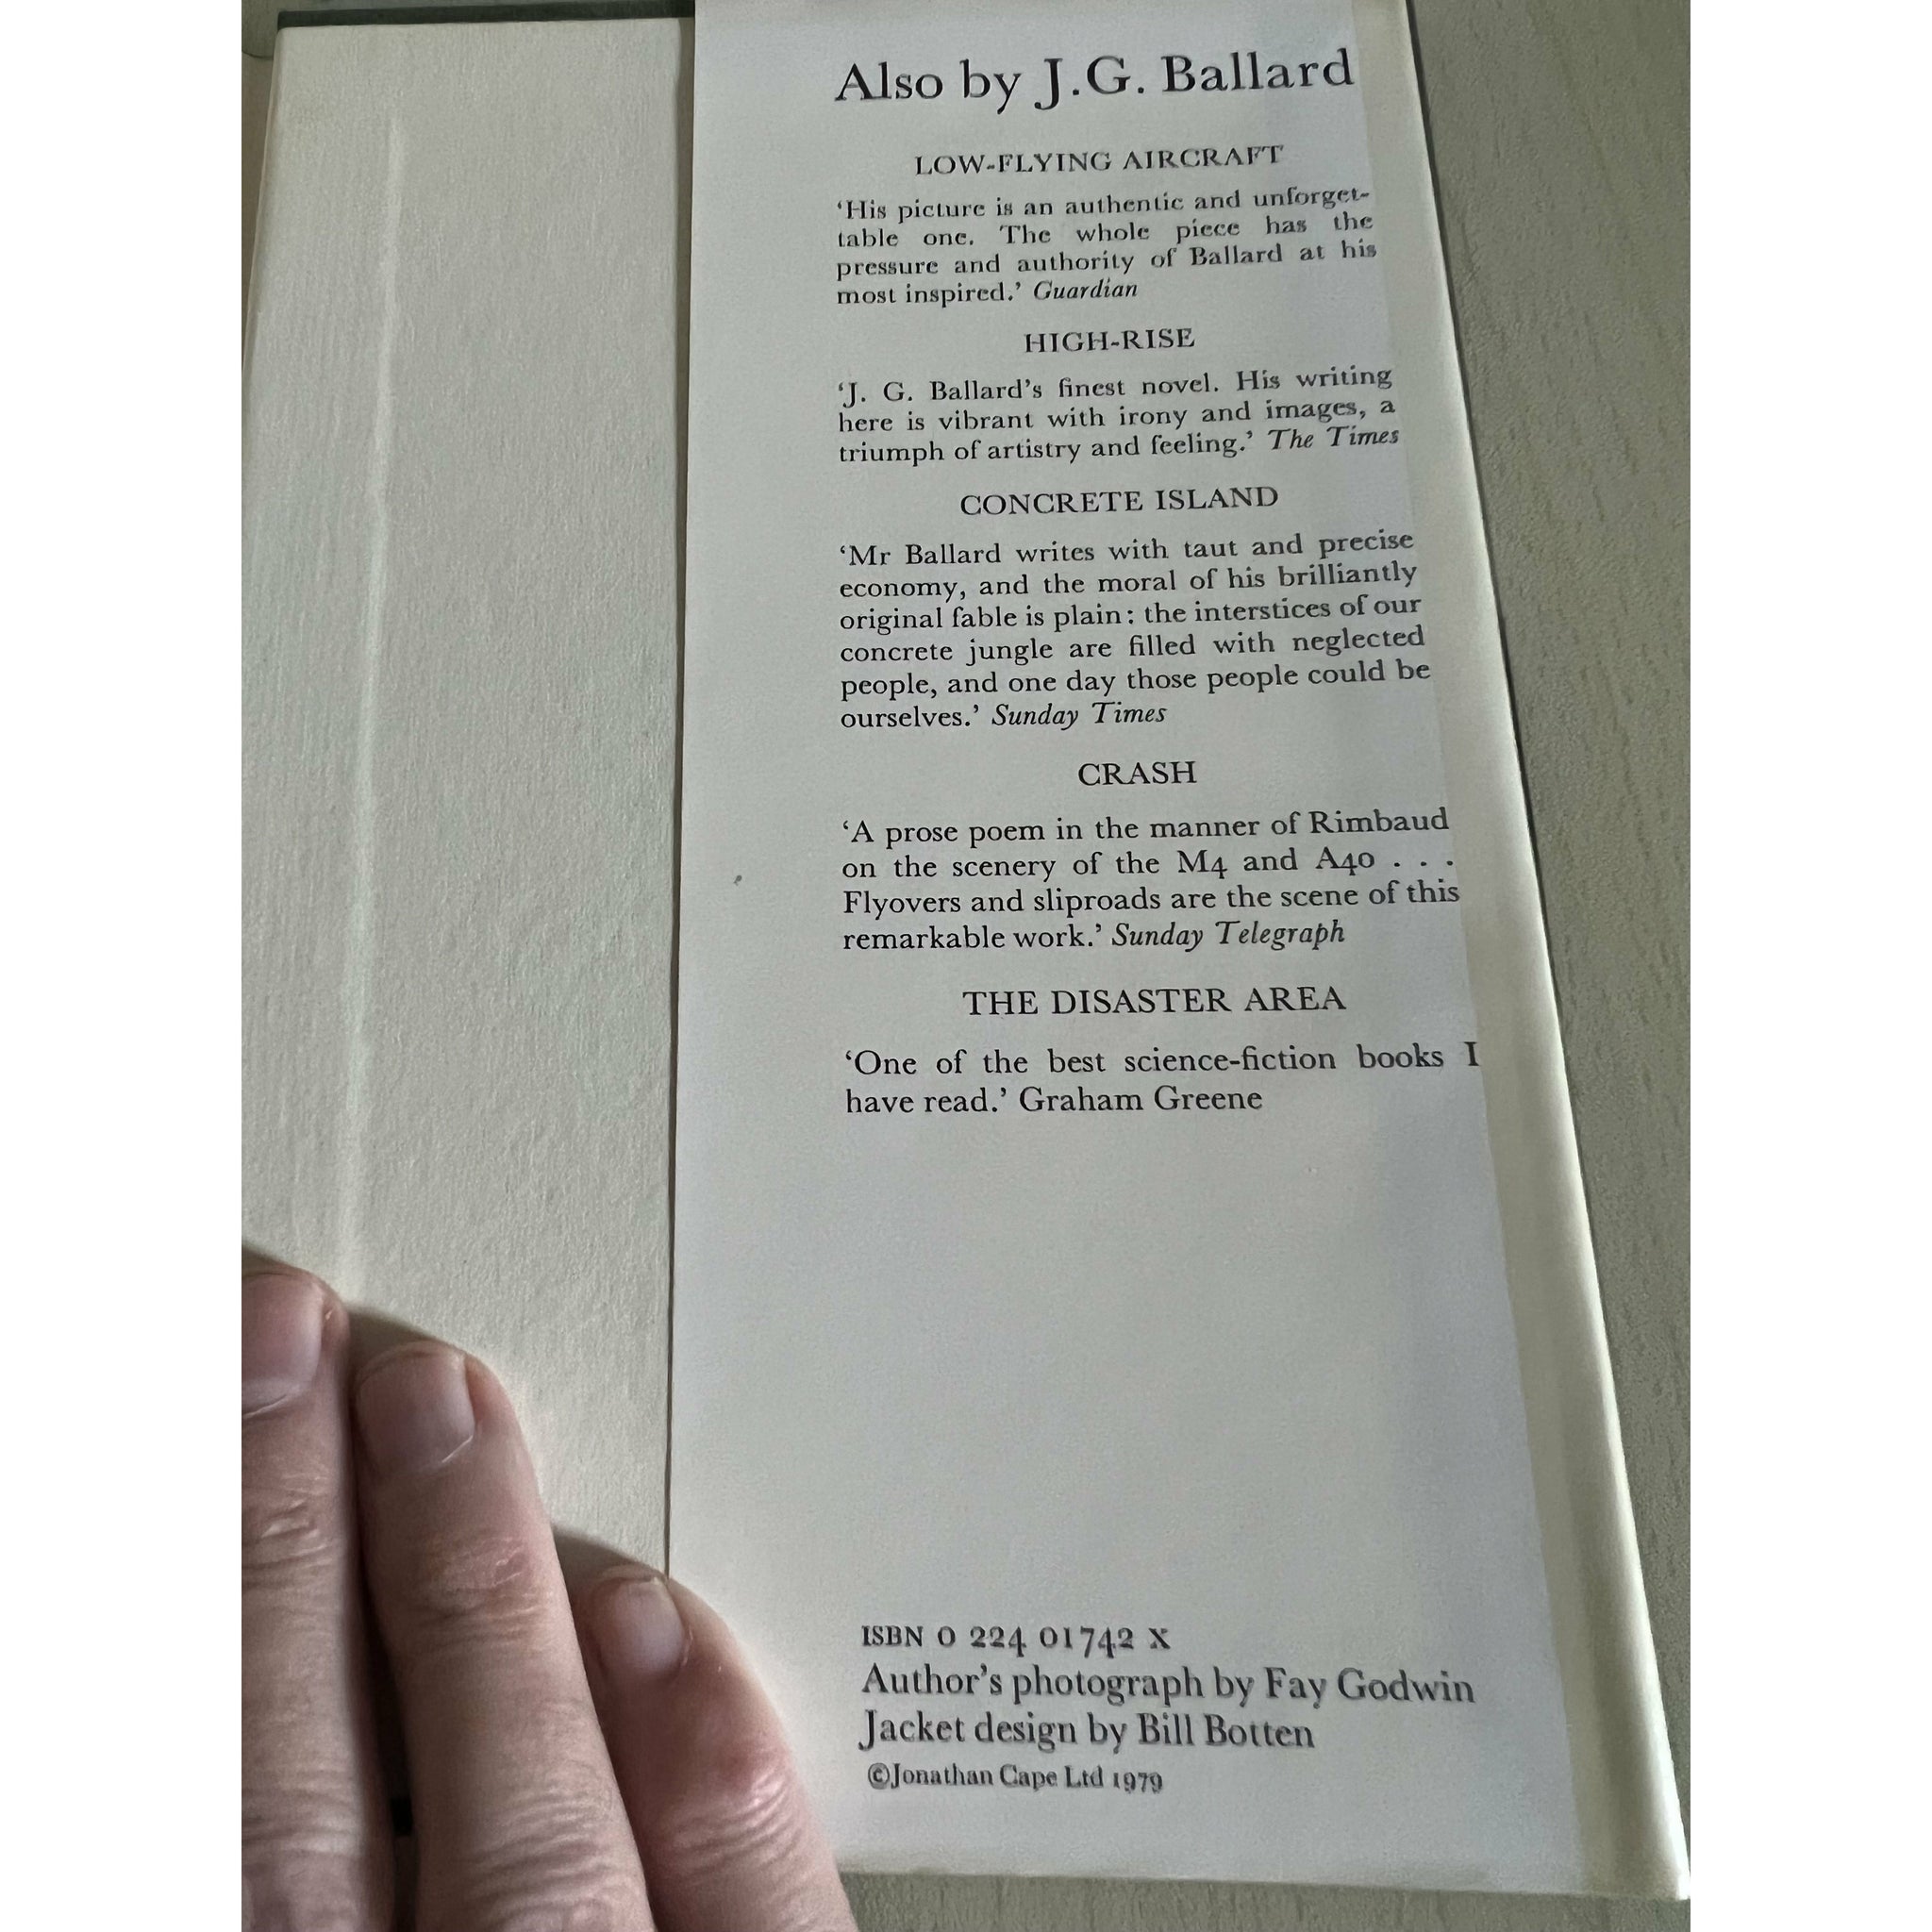 Also by J.G. Ballard
LOW-FLYING AIRCRAFT
‘His picture is an authentic and unforget-
table one. The whole piece has the
pressure and authority of Ballard at his
most inspired.’ Guardian
HIGH-RISE
‘J. G. Ballard’s finest novel. His writing
here is vibrant with irony and images, a
triumph of artistry and feeling.’ The Times
CONCRETE ISLAND
‘Mr Ballard writes with taut and precise
economy, and the moral of his brilliantly
original fable is plain: the interstices of our
concrete jungle are filled with neglected
people, and one day those people could be
ourselves.’ Sunday Times
CRASH
‘A prose poem in the manner of Rimbaud
on the scenery of the M4 and A40 . . .
Flyovers and sliproads are the scene of this
remarkable work.’ Sunday Telegraph
THE DISASTER AREA
‘One of the best science-fiction books I
have read.’ Graham Greene
ISBN 0 224 01742 X
Author’s photograph by Fay Godwin
Jacket design by Bill Botten
©Jonathan Cape Ltd 1979